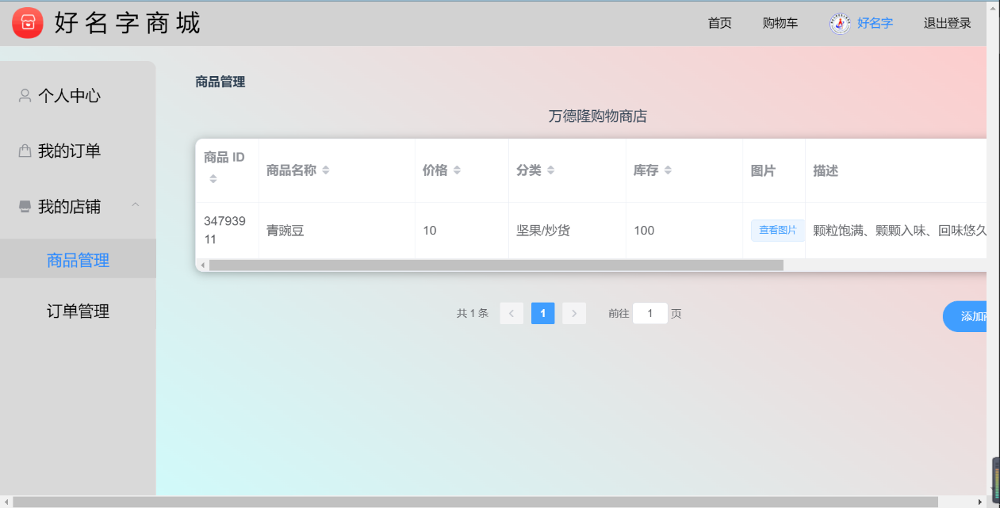 好名字商城
首页 购物车 好名字 退出登录
个人中心
我的订单
我的店铺
商品管理
订单管理
商品管理
万德隆购物商店
商品 ID 商品名称 价格 分类 库存 图片 描述
34793911 青豌豆 10 坚果/炒货 100 查看图片 颗粒饱满、颗颗入味、回味悠久
共 1 条 1 前往 1 页
添加